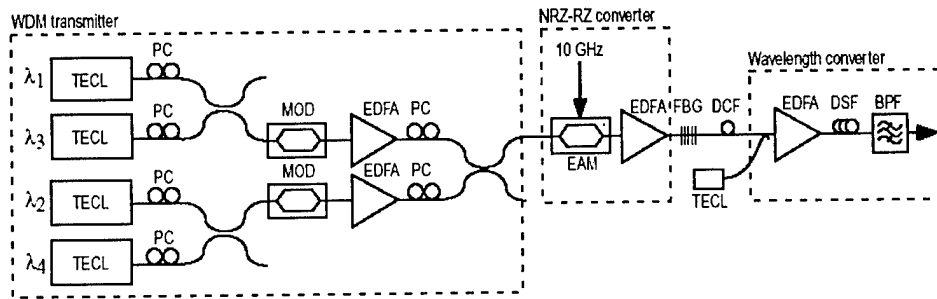 WDM transmitter
NRZ-RZ converter
Wavelength converter
10 GHz
λ1 TECL PC
λ3 TECL PC
MOD EDFA PC
λ2 TECL PC
MOD EDFA PC
λ4 TECL PC
EAM
EDFA FBG DCF
TECL
EDFA DSF BPF